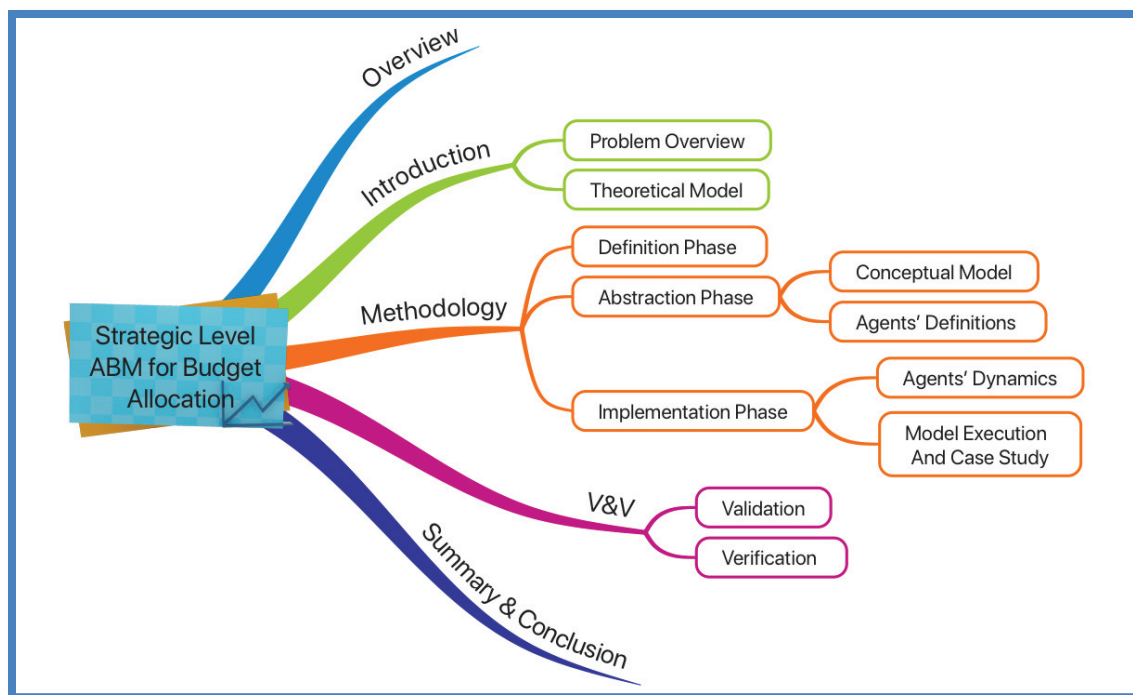 Overview
Introduction
Problem Overview
Theoretical Model
Methodology
Definition Phase
Abstraction Phase
Conceptual Model
Agents’ Definitions
Implementation Phase
Agents’ Dynamics
Model Execution
And Case Study
Strategic Level
ABM for Budget
Allocation
V&V
Validation
Verification
Summary & Conclusion